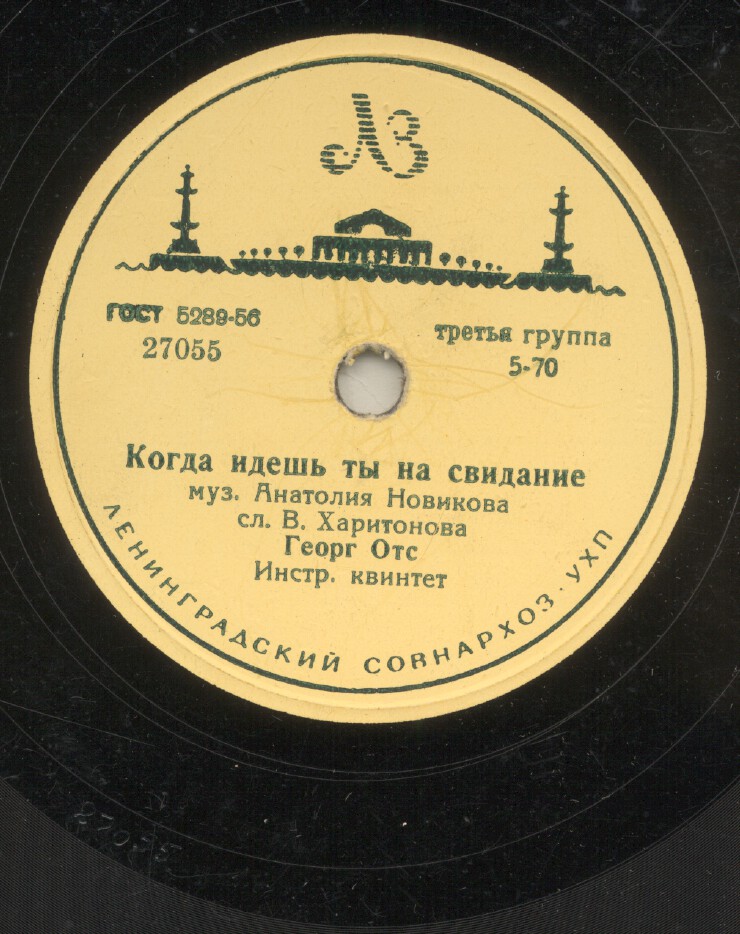 ЛЗ
ГОСТ 5289-56
27055
третья группа
5-70
Когда идешь ты на свидание
муз. Анатолия Новикова
сл. В. Харитонова
Георг Отс
Инстр. квинтет
ЛЕНИНГРАДСКИЙ СОВНАРХОЗ · УХП
27055